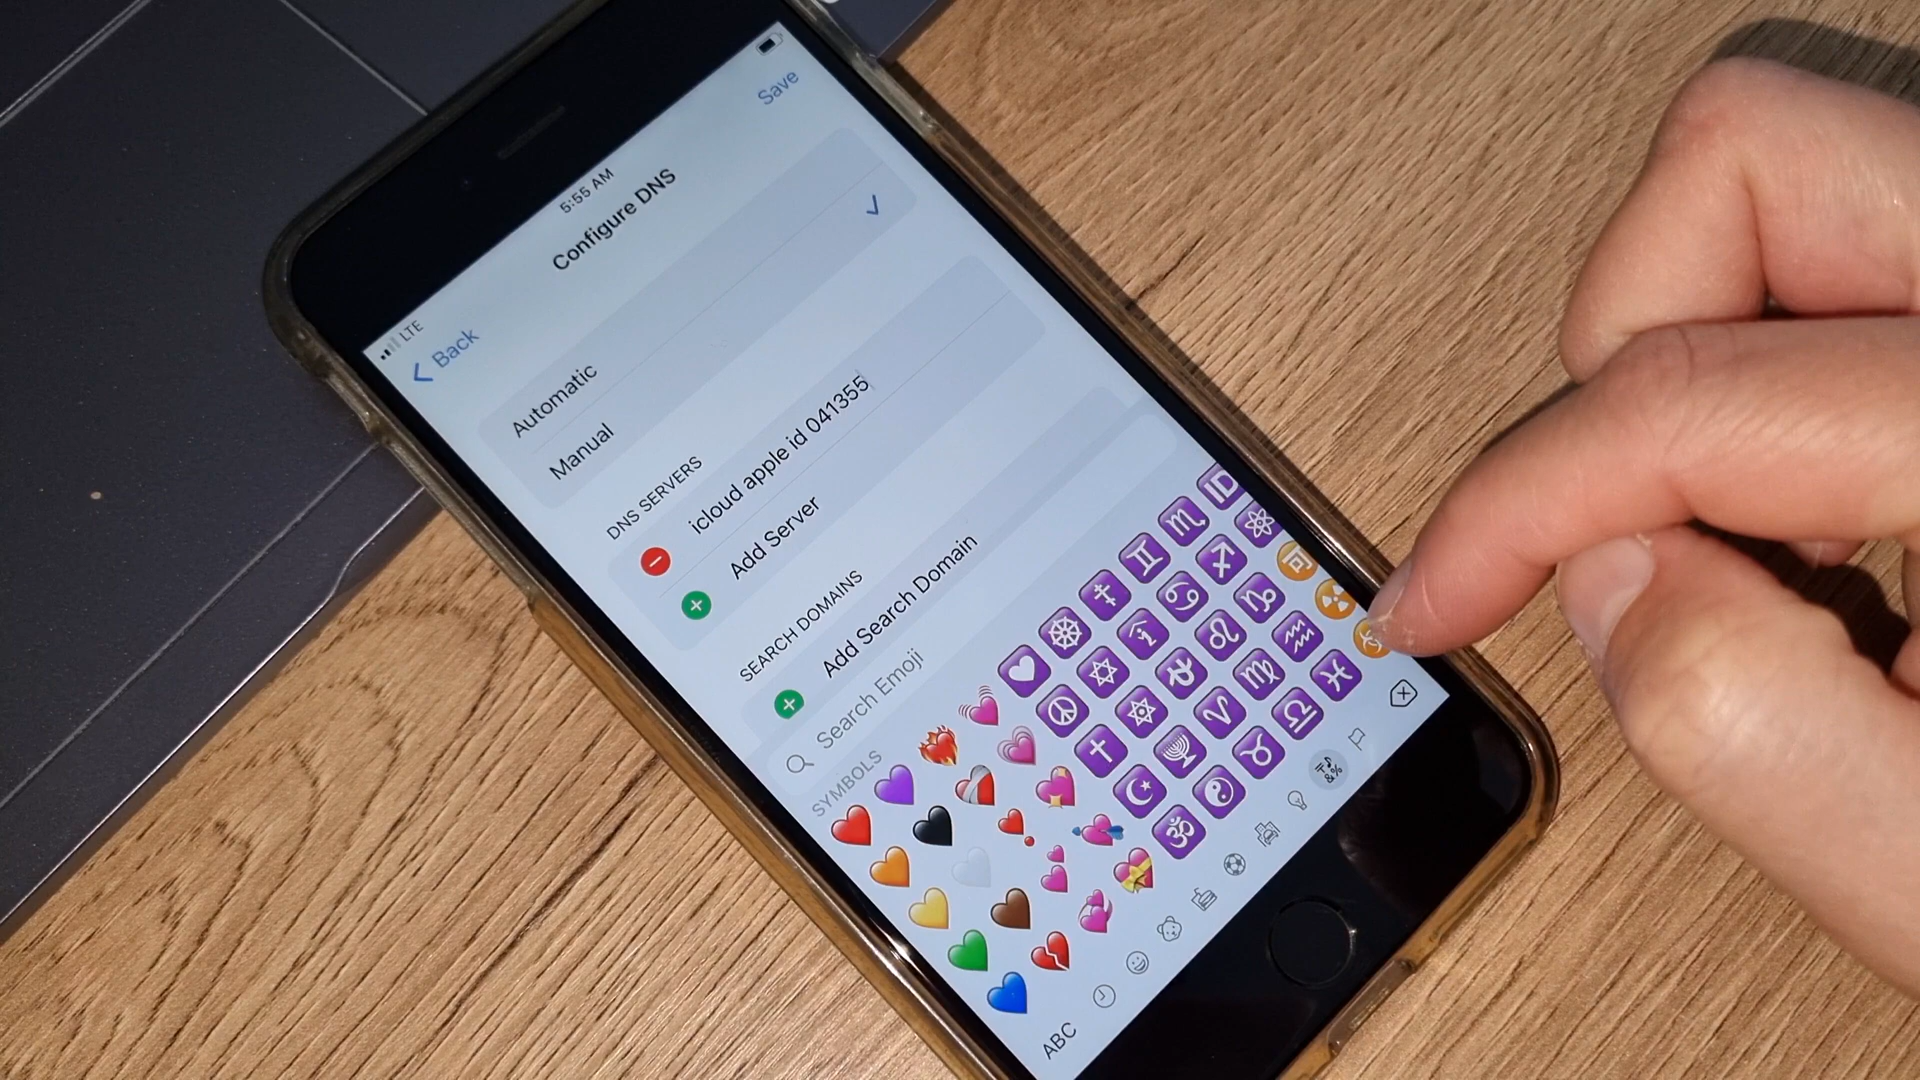 LTE
5:55 AM
Back
Configure DNS
Save
Automatic
Manual
DNS SERVERS
icloud apple id 041355
Add Server
SEARCH DOMAINS
Add Search Domain
Search Emoji
SYMBOLS
ABC